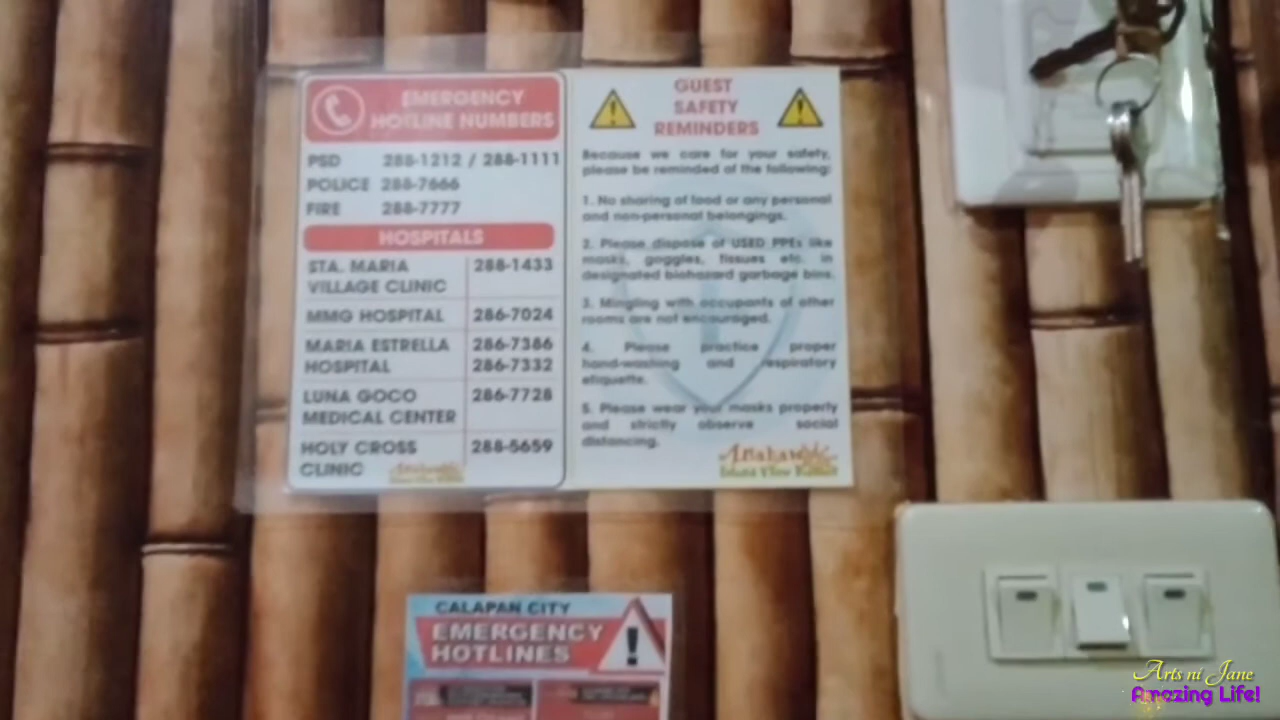 EMERGENCY
HOTLINE NUMBERS
PSD 288-1212 / 288-1111
POLICE 288-7666
FIRE 288-7777
HOSPITALS
STA. MARIA 288-1433
VILLAGE CLINIC
MMG HOSPITAL 286-7024
MARIA ESTRELLA 286-7386
HOSPITAL 286-7332
LUNA GOCO 286-7728
MEDICAL CENTER
HOLY CROSS 288-5659
CLINIC
GUEST
SAFETY
REMINDERS
Because we care for your safety,
please be reminded of the following:
1. No sharing of food or any personal
and non-personal belongings.
2. Please dispose of USED PPEs like
masks, goggles, tissues etc. in
designated biohazard garbage bins.
3. Mingling with occupants of other
rooms are not encouraged.
4. Please practice proper
hand-washing and respiratory
etiquette.
5. Please wear your masks properly
and strictly observe social
distancing.
Anahaw
Island View Resort
CALAPAN CITY
EMERGENCY
HOTLINES
Arts ni Jane
Amazing Life!